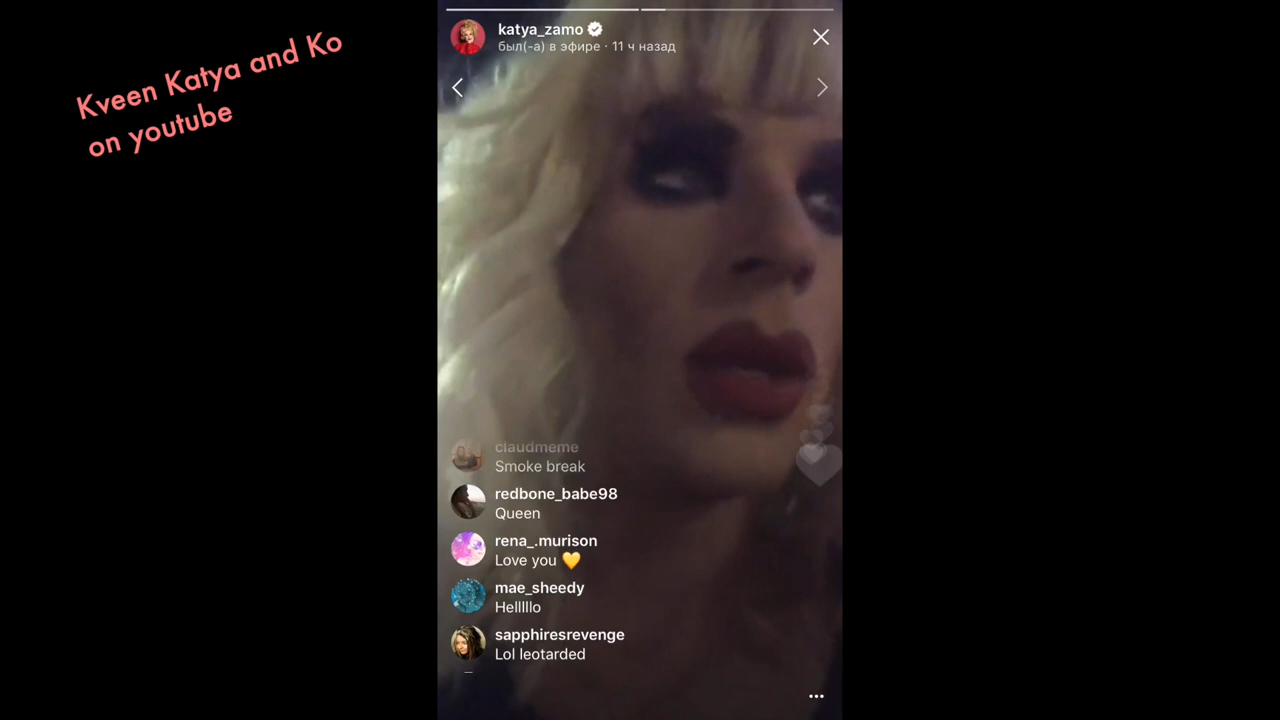 Kveen Katya and Ko
on youtube
katya_zamo
был(-а) в эфире · 11 ч назад
claudmeme
Smoke break
redbone_babe98
Queen
rena_.murison
Love you 💛
mae_sheedy
Helllllo
sapphiresrevenge
Lol leotarded